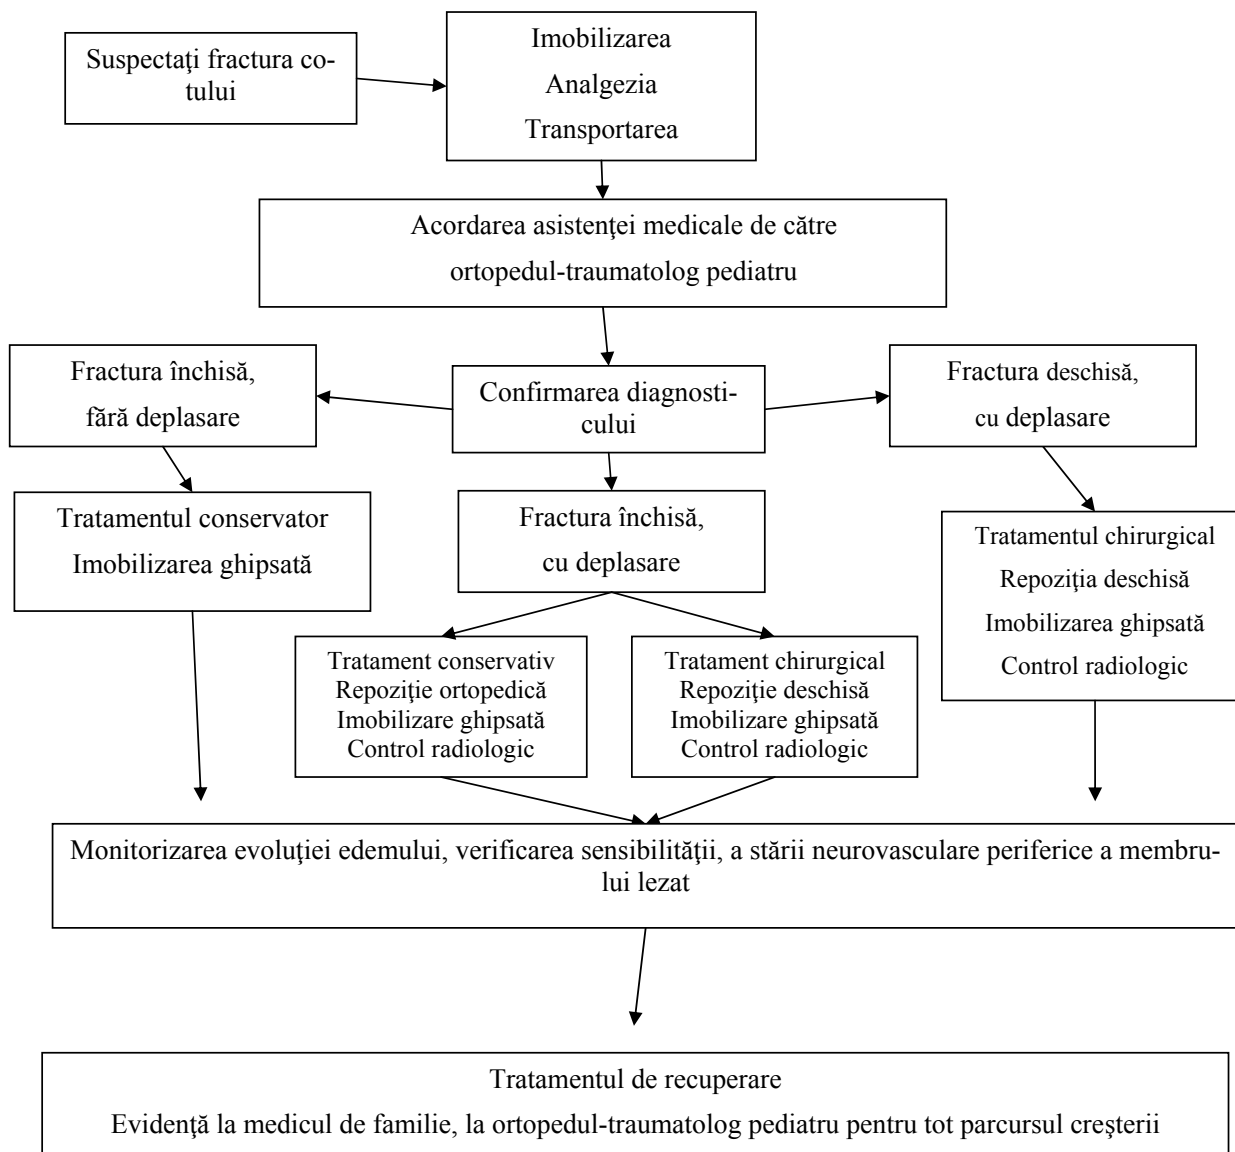 Suspectaţi fractura co-
tului
Imobilizarea
Analgezia
Transportarea
Acordarea asistenţei medicale de către
ortopedul-traumatolog pediatru
Fractura închisă,
fără deplasare
Confirmarea diagnosti-
cului
Fractura deschisă,
cu deplasare
Tratamentul conservator
Imobilizarea ghipsată
Fractura închisă,
cu deplasare
Tratamentul chirurgical
Repoziţia deschisă
Imobilizarea ghipsată
Control radiologic
Tratament conservativ
Repoziţie ortopedică
Imobilizare ghipsată
Control radiologic
Tratament chirurgical
Repoziţie deschisă
Imobilizare ghipsată
Control radiologic
Monitorizarea evoluţiei edemului, verificarea sensibilităţii, a stării neurovasculare periferice a membru-
lui lezat
Tratamentul de recuperare
Evidenţă la medicul de familie, la ortopedul-traumatolog pediatru pentru tot parcursul creşterii